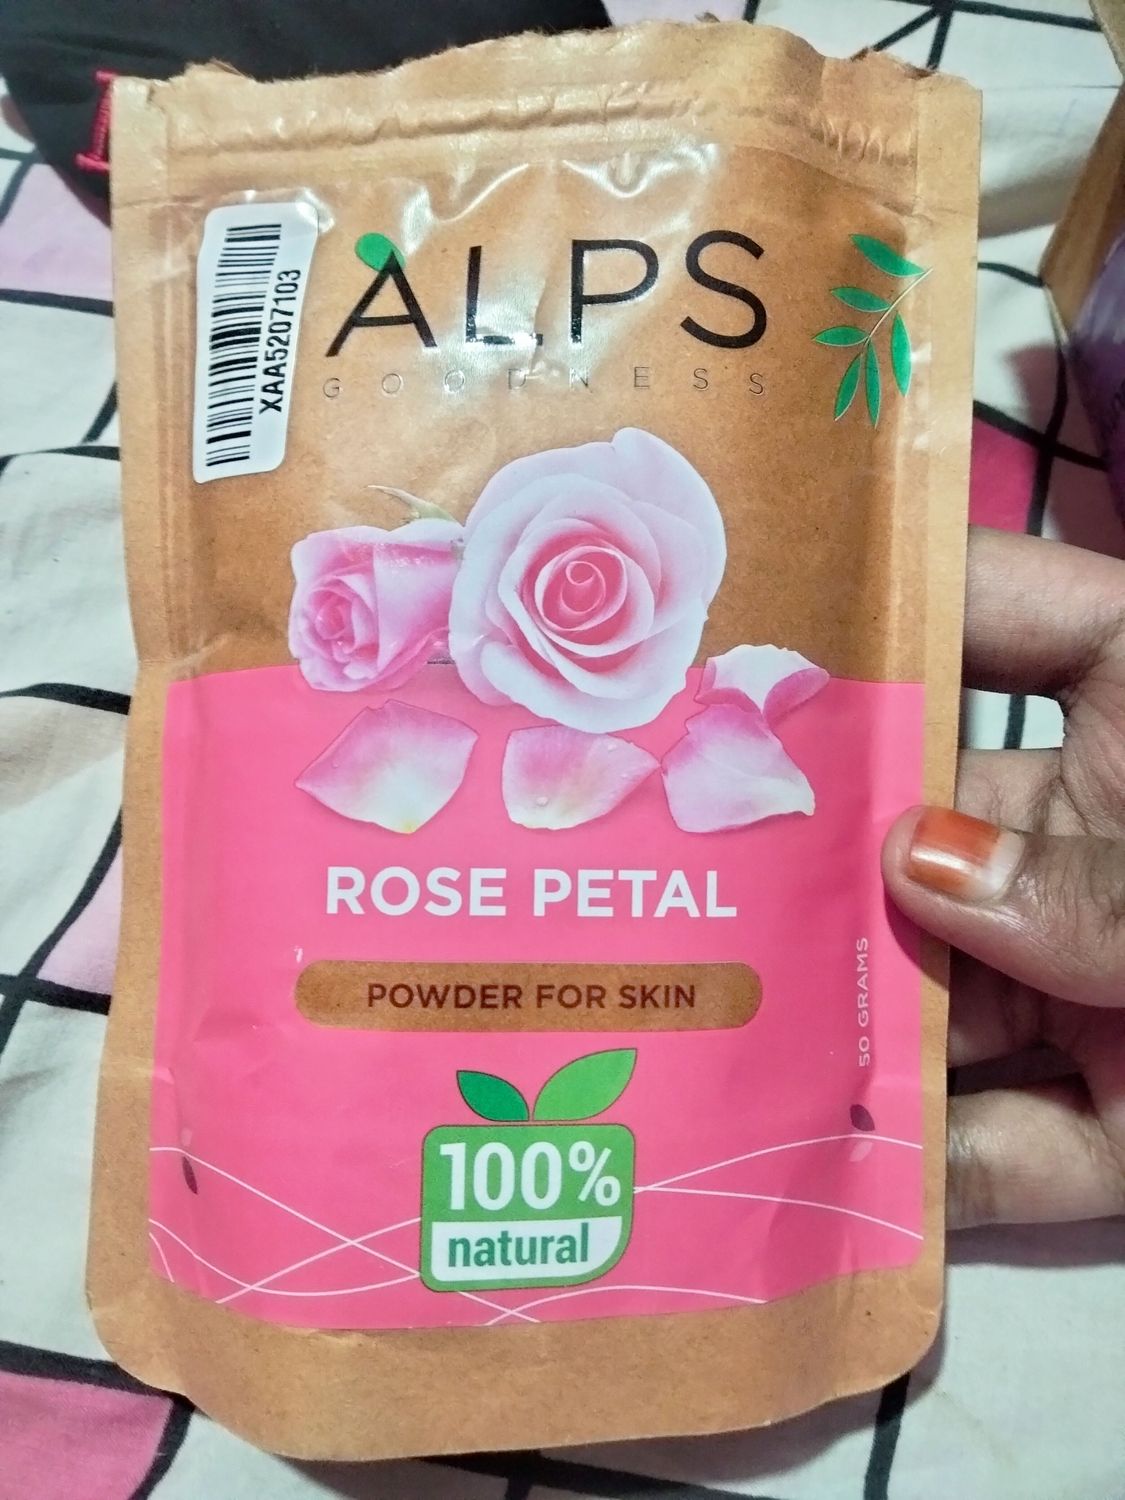 ALPS
GOODNESS
XAA5207103
ROSE PETAL
POWDER FOR SKIN
50 GRAMS
100%
natural